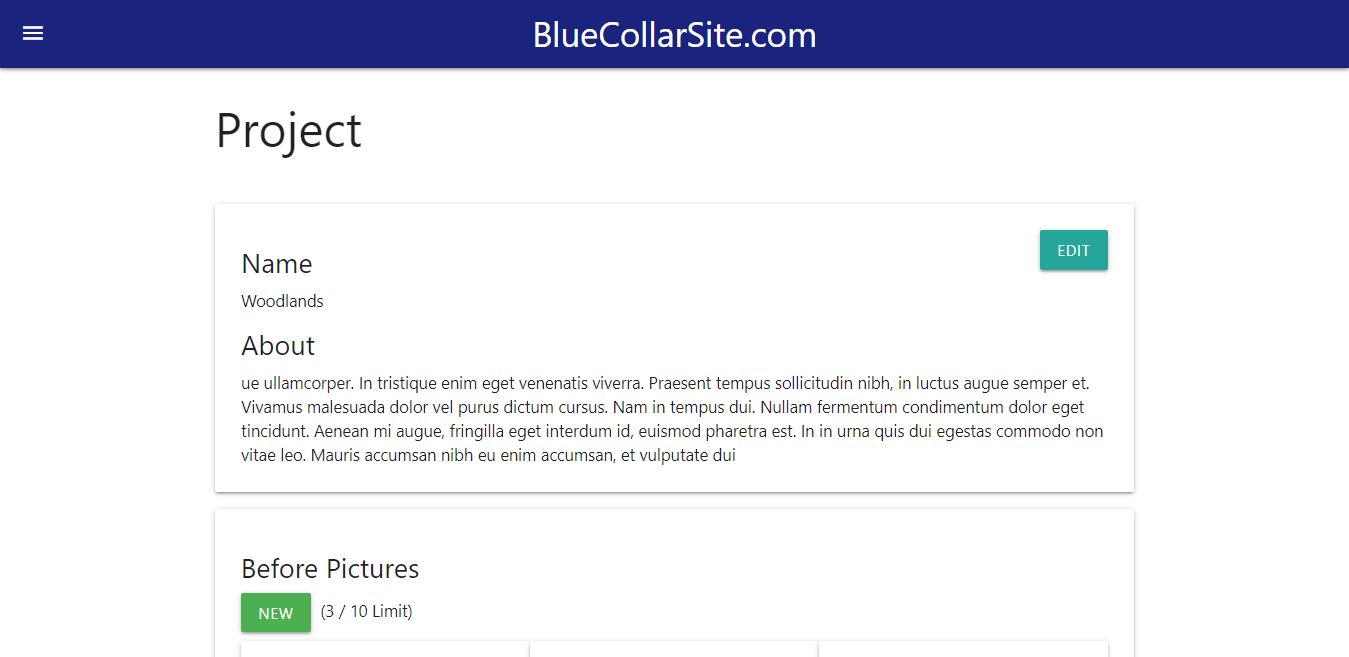 BlueCollarSite.com
Project
EDIT
Name
Woodlands
About
ue ullamcorper. In tristique enim eget venenatis viverra. Praesent tempus sollicitudin nibh, in luctus augue semper et.
Vivamus malesuada dolor vel purus dictum cursus. Nam in tempus dui. Nullam fermentum condimentum dolor eget
tincidunt. Aenean mi augue, fringilla eget interdum id, euismod pharetra est. In in urna quis dui egestas commodo non
vitae leo. Mauris accumsan nibh eu enim accumsan, et vulputate dui
Before Pictures
NEW (3 / 10 Limit)